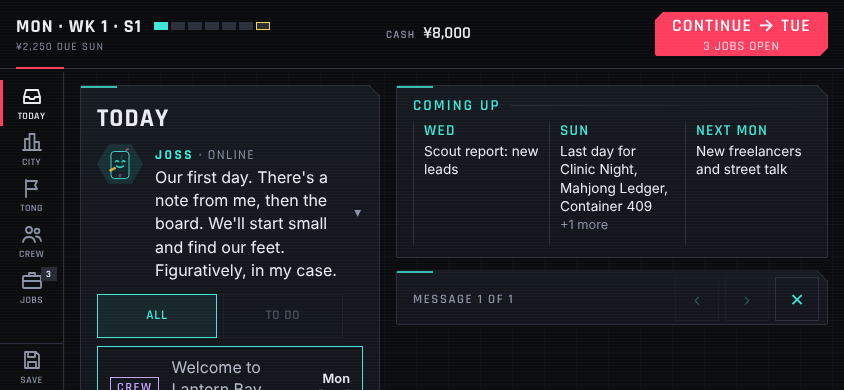 MON · WK 1 · S1
¥2,250 DUE SUN
CASH ¥8,000
CONTINUE → TUE
3 JOBS OPEN
TODAY
CITY
TONG
CREW
3
JOBS
SAVE
TODAY
JOSS · ONLINE
Our first day. There's a
note from me, then the
board. We'll start small
and find our feet.
Figuratively, in my case.
▼
ALL
TO DO
CREW
Welcome to
Lantern Bay
Mon
COMING UP
WED
Scout report: new
leads
SUN
Last day for
Clinic Night,
Mahjong Ledger,
Container 409
+1 more
NEXT MON
New freelancers
and street talk
MESSAGE 1 OF 1
‹
›
✕